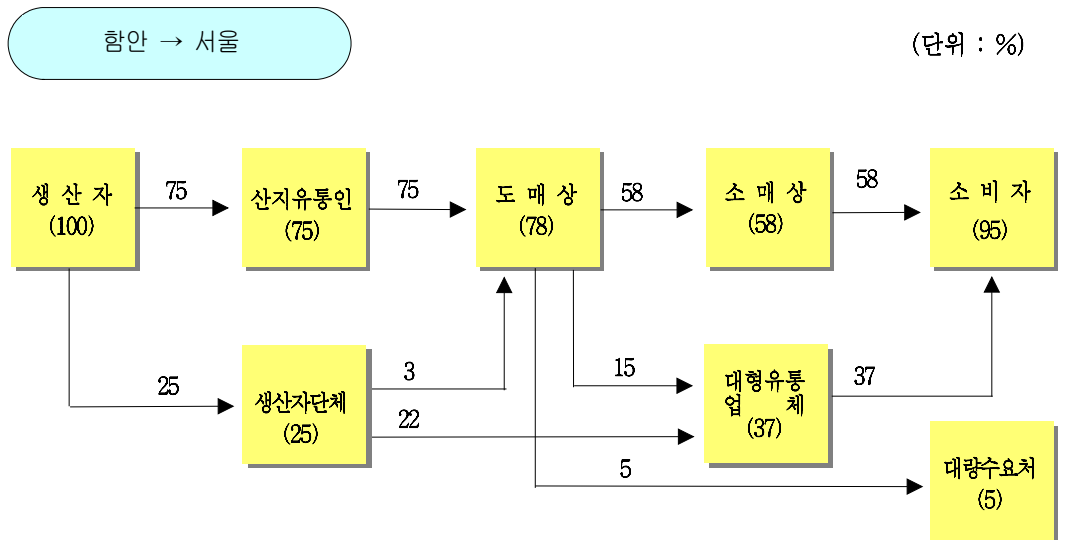 함안 → 서울
(단위 : %)
생 산 자
(100)
75
산지유통인
(75)
75
도 매 상
(78)
58
소 매 상
(58)
58
소 비 자
(95)
25
생산자단체
(25)
3
22
15
대형유통
업 체
(37)
37
5
대량수요처
(5)